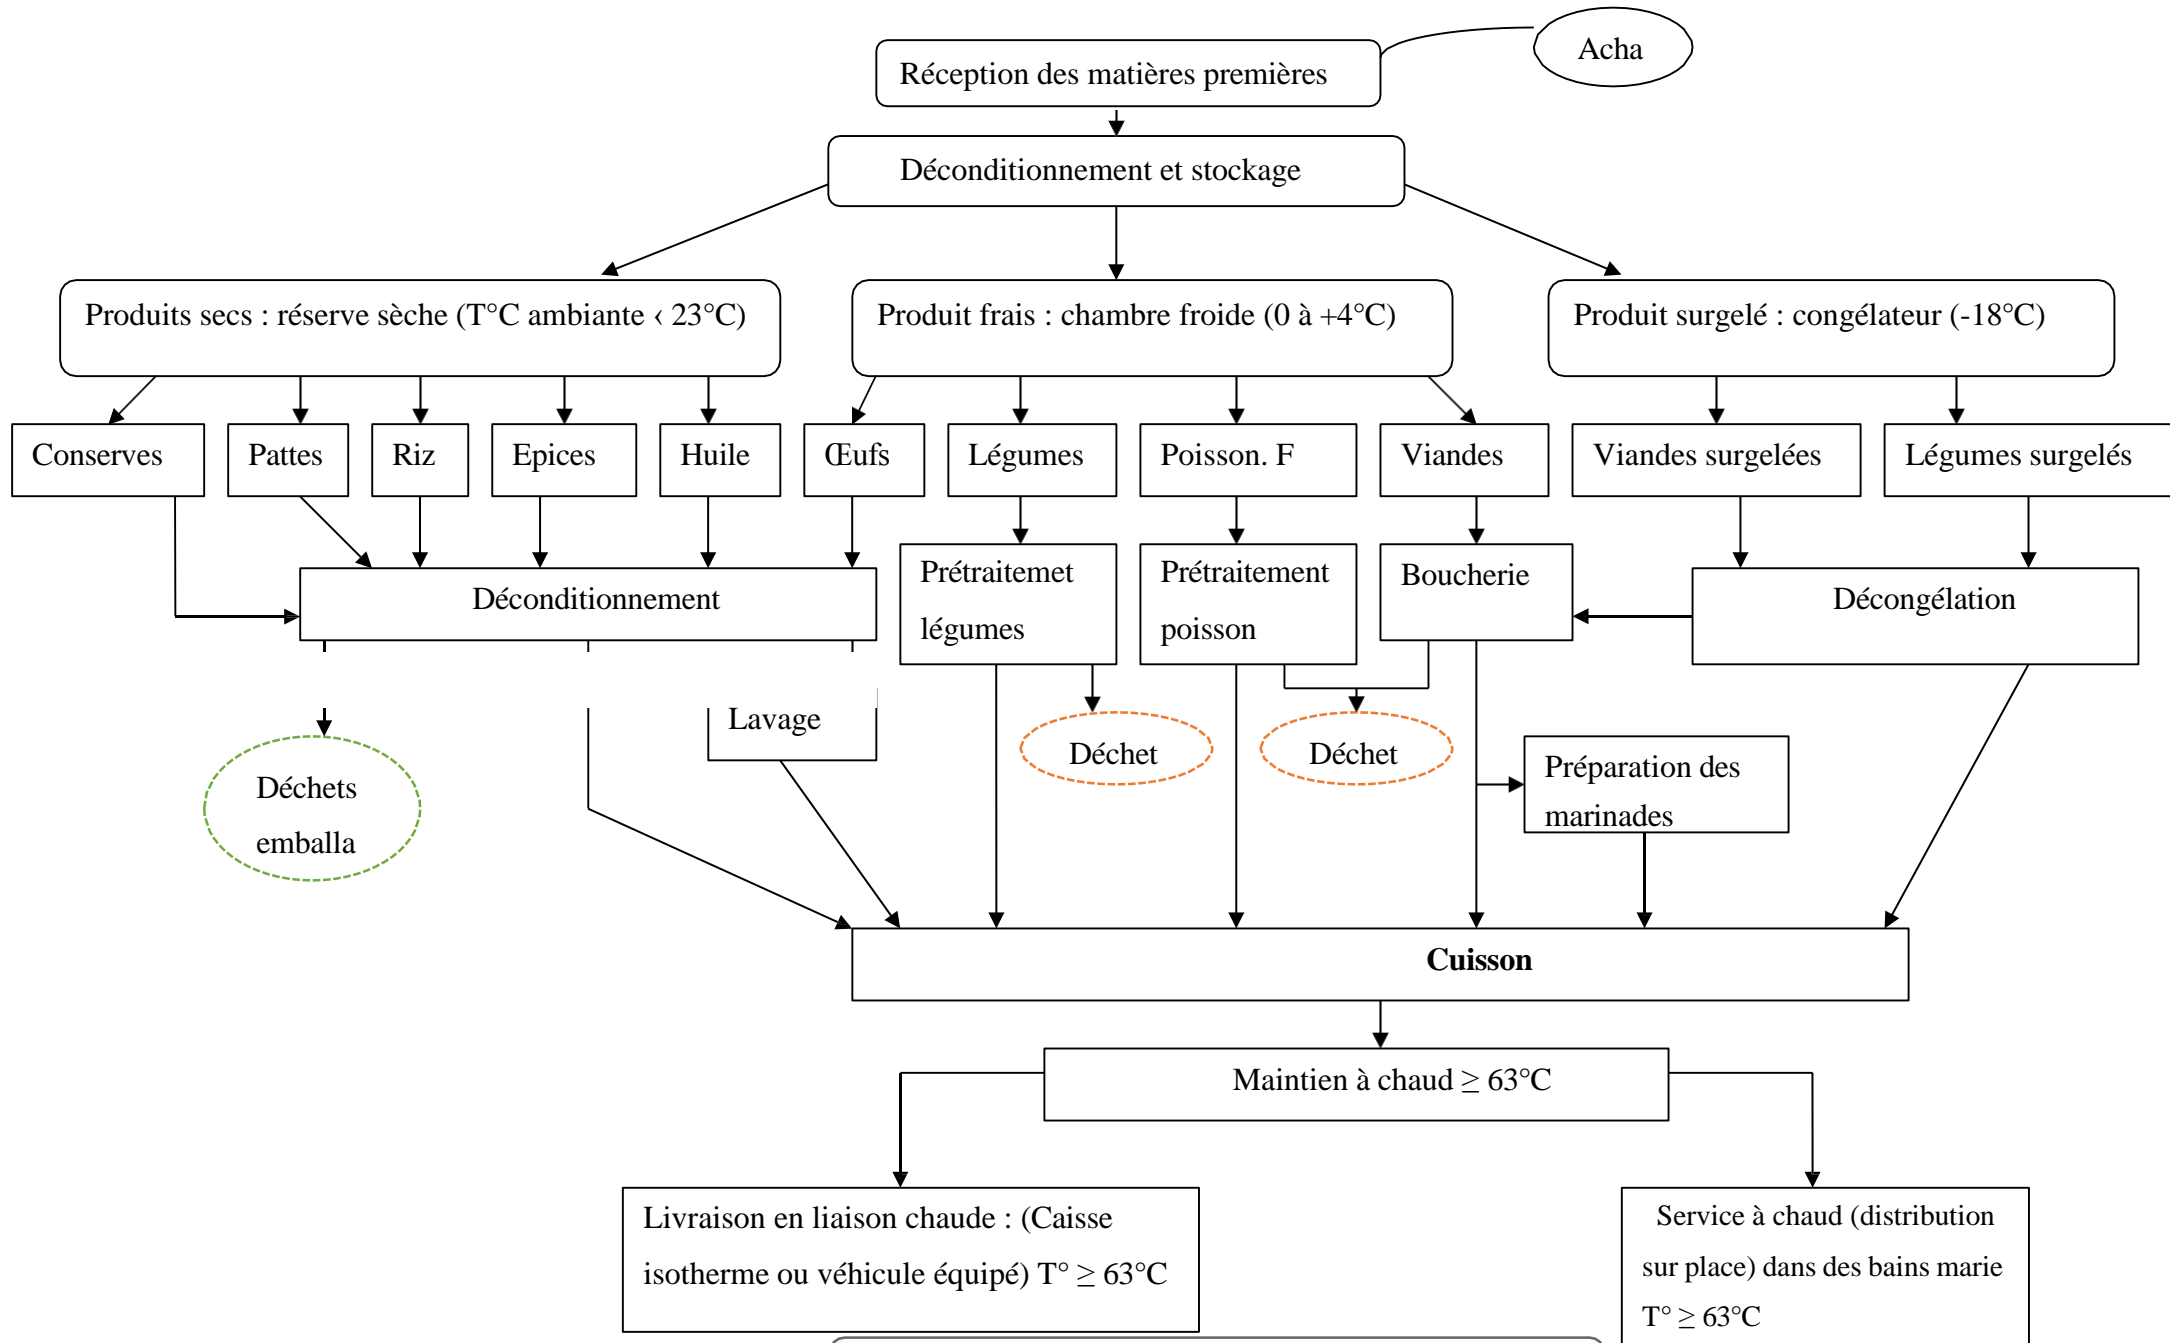 Acha
Réception des matières premières
Déconditionnement et stockage
Produits secs : réserve sèche (T°C ambiante ‹ 23°C)
Produit frais : chambre froide (0 à +4°C)
Produit surgelé : congélateur (-18°C)
Conserves
Pattes
Riz
Epices
Huile
Œufs
Légumes
Poisson. F
Viandes
Viandes surgelées
Légumes surgelés
Déconditionnement
Prétraitemet
légumes
Prétraitement
poisson
Boucherie
Décongélation
Lavage
Déchet
Déchet
Déchets
emballa
Préparation des
marinades
Cuisson
Maintien à chaud ≥ 63°C
Livraison en liaison chaude : (Caisse
isotherme ou véhicule équipé) T° ≥ 63°C
Service à chaud (distribution
sur place) dans des bains marie
T° ≥ 63°C